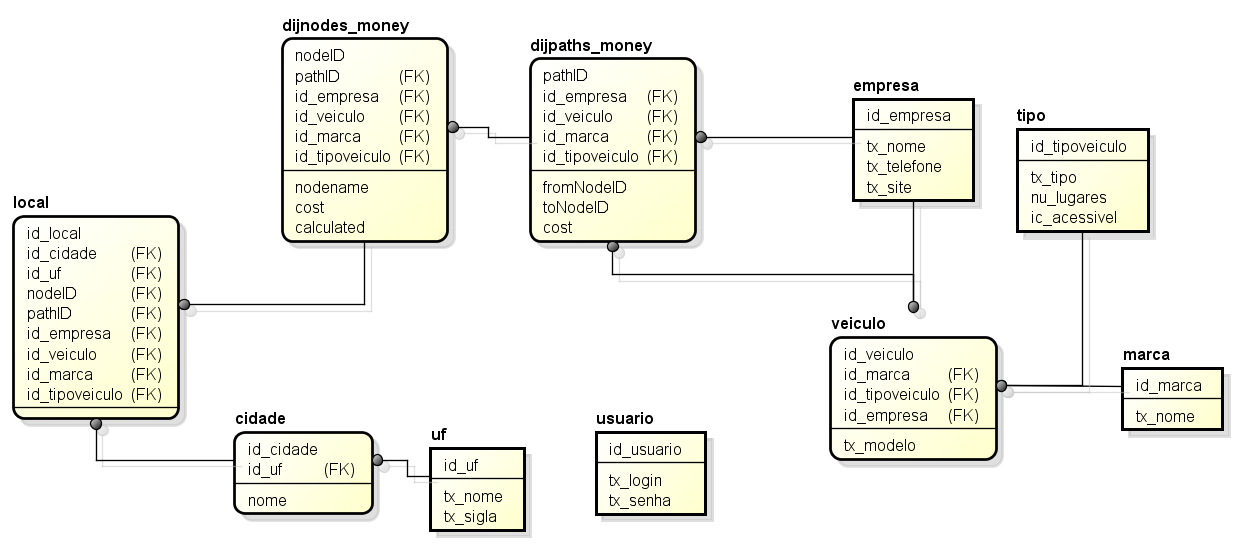 dijnodes_money
nodeID
pathID (FK)
id_empresa (FK)
id_veiculo (FK)
id_marca (FK)
id_tipoveiculo (FK)
nodename
cost
calculated
dijpaths_money
pathID
id_empresa (FK)
id_veiculo (FK)
id_marca (FK)
id_tipoveiculo (FK)
fromNodeID
toNodeID
cost
empresa
id_empresa
tx_nome
tx_telefone
tx_site
tipo
id_tipoveiculo
tx_tipo
nu_lugares
ic_acessivel
local
id_local
id_cidade (FK)
id_uf (FK)
nodeID (FK)
pathID (FK)
id_empresa (FK)
id_veiculo (FK)
id_marca (FK)
id_tipoveiculo (FK)
veiculo
id_veiculo
id_marca (FK)
id_tipoveiculo (FK)
id_empresa (FK)
tx_modelo
marca
id_marca
tx_nome
cidade
id_cidade
id_uf (FK)
nome
uf
id_uf
tx_nome
tx_sigla
usuario
id_usuario
tx_login
tx_senha